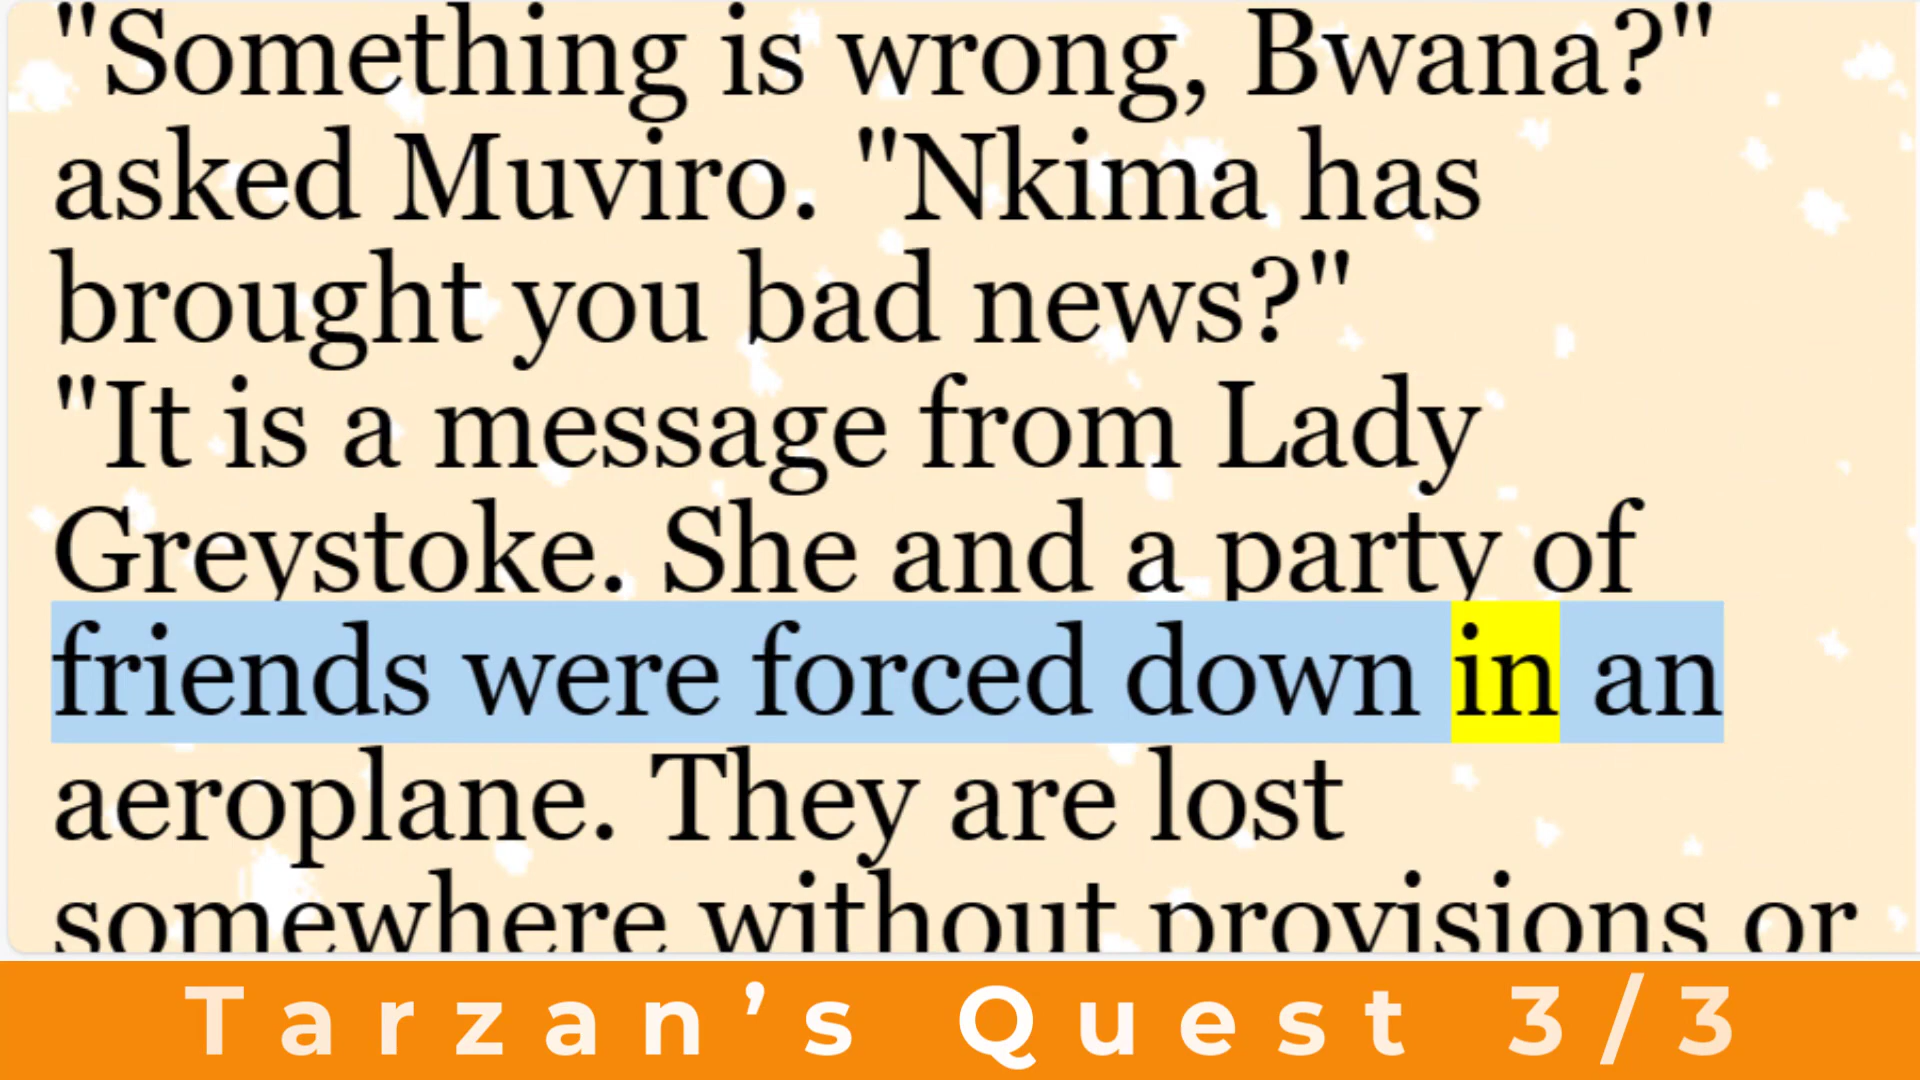 "Something is wrong, Bwana?"
asked Muviro. "Nkima has
brought you bad news?"
"It is a message from Lady
Greystoke. She and a party of
friends were forced down in an
aeroplane. They are lost
somewhere without provisions or
Tarzan’s Quest 3/3